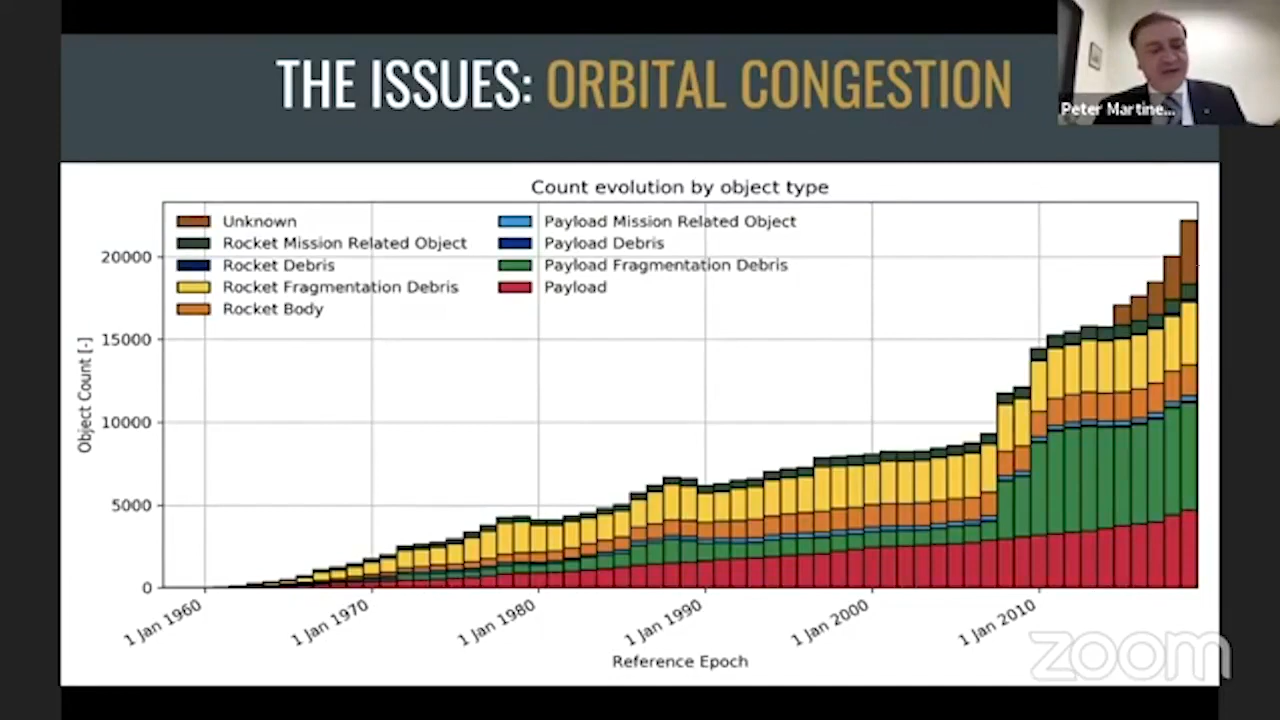 THE ISSUES: ORBITAL CONGESTION
Peter Martine...
Count evolution by object type
Unknown
Rocket Mission Related Object
Rocket Debris
Rocket Fragmentation Debris
Rocket Body
Payload Mission Related Object
Payload Debris
Payload Fragmentation Debris
Payload
Object Count [-]
20000
15000
10000
5000
0
1 Jan 1960
1 Jan 1970
1 Jan 1980
1 Jan 1990
1 Jan 2000
1 Jan 2010
Reference Epoch
zoom